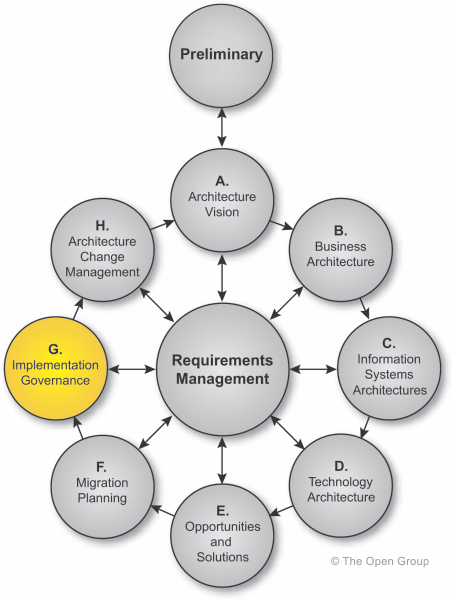 Preliminary
A.
Architecture
Vision
H.
Architecture
Change
Management
B.
Business
Architecture
G.
Implementation
Governance
Requirements
Management
C.
Information
Systems
Architectures
F.
Migration
Planning
D.
Technology
Architecture
E.
Opportunities
and
Solutions
© The Open Group